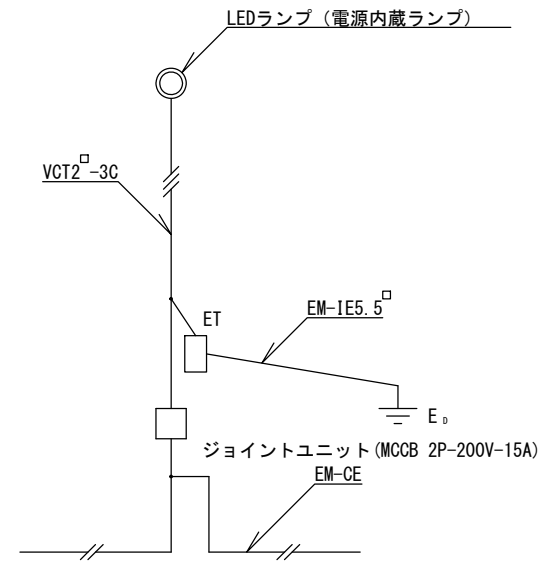 LEDランプ（電源内蔵ランプ）
VCT2□-3C
ET
EM-IE5.5□
E D
ジョイントユニット(MCCB 2P-200V-15A)
EM-CE